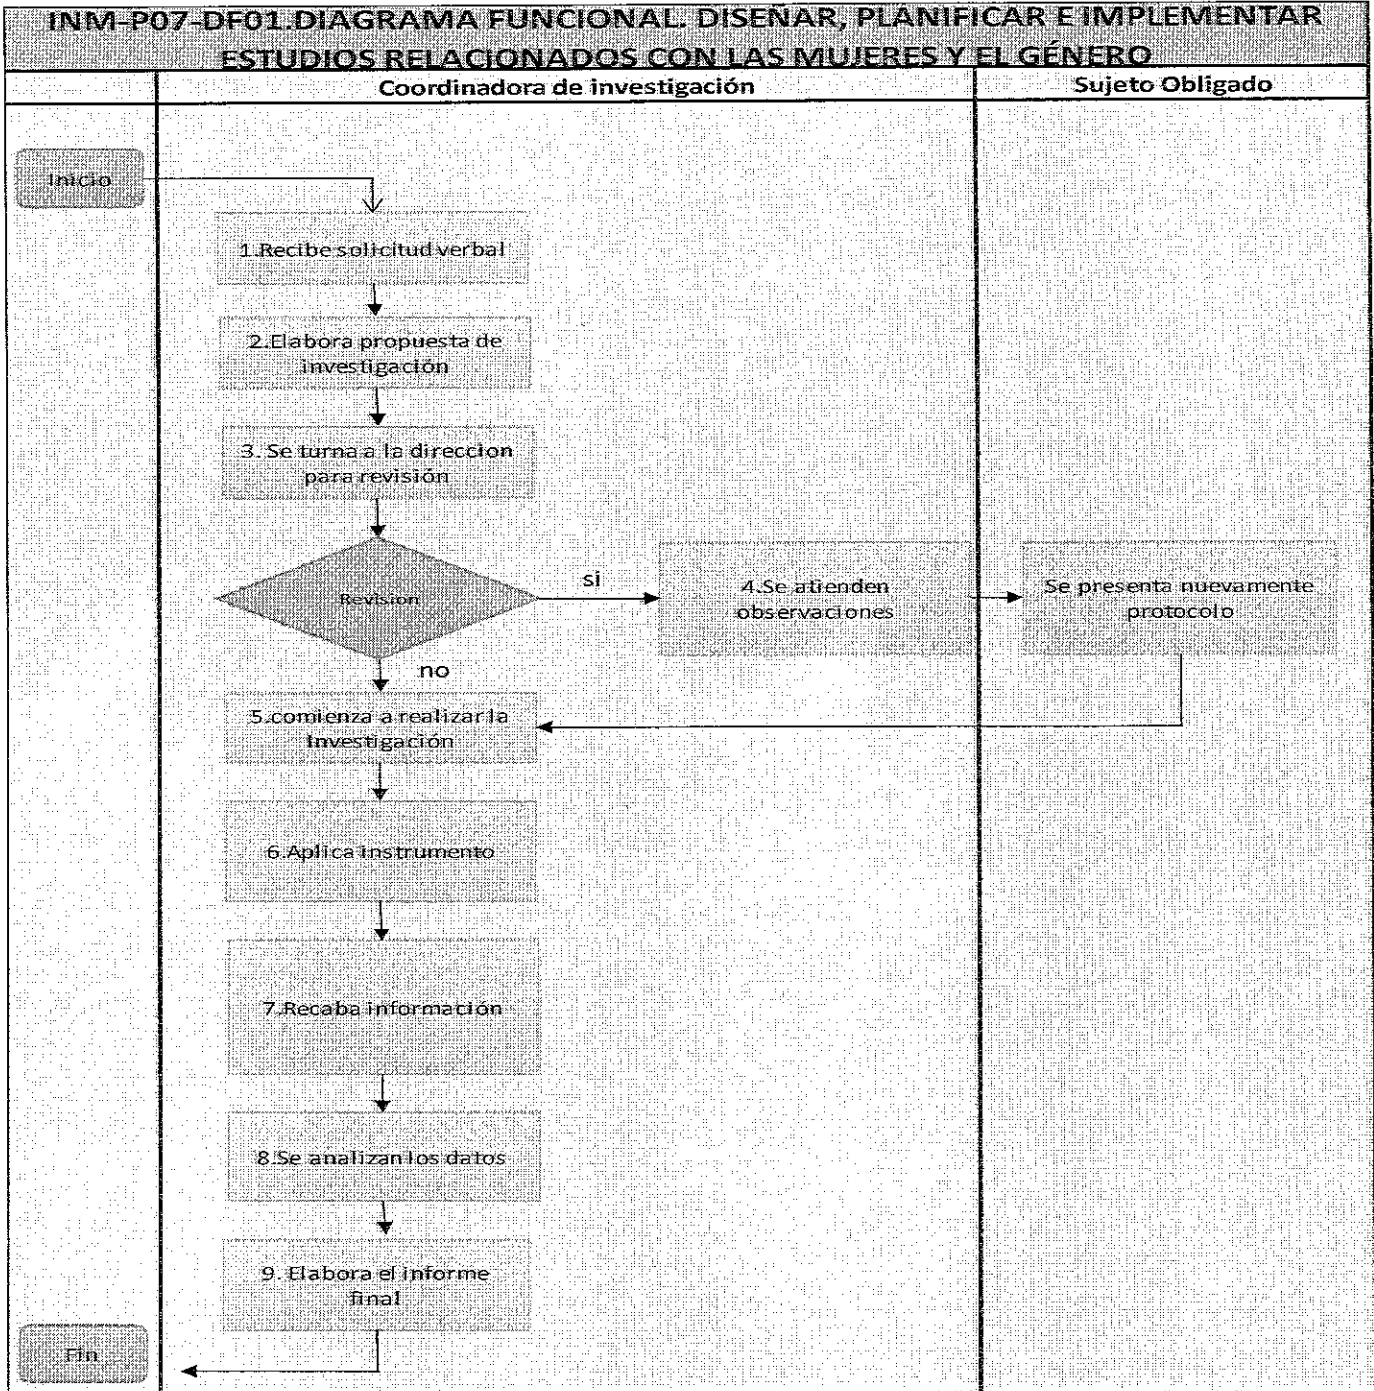 INM-P07-DF01.DIAGRAMA FUNCIONAL. DISEÑAR, PLANIFICAR E IMPLEMENTAR
ESTUDIOS RELACIONADOS CON LAS MUJERES Y EL GÉNERO
Coordinadora de investigación
Sujeto Obligado
Inicio
1.Recibe solicitud verbal
2.Elabora propuesta de
investigación
3. Se turna a la direccion
para revisión
Revision
si
4.Se atienden
observaciones
Se presenta nuevamente
protocolo
no
5.comienza a realizar la
Investigación
6.Aplica instrumento
7.Recaba información
8.Se analizan los datos
9. Elabora el informe
final
Fin